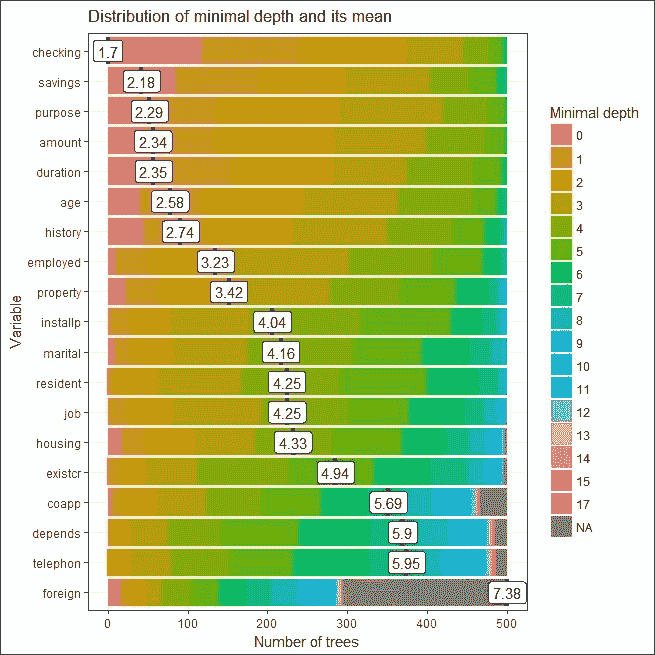 Distribution of minimal depth and its mean
Variable
checking 1.7
savings 2.18
purpose 2.29
amount 2.34
duration 2.35
age 2.58
history 2.74
employed 3.23
property 3.42
installp 4.04
marital 4.16
resident 4.25
job 4.25
housing 4.33
existcr 4.94
coapp 5.69
depends 5.9
telephon 5.95
foreign 7.38
0 100 200 300 400 500
Number of trees
Minimal depth
0
1
2
3
4
5
6
7
8
9
10
11
12
13
14
15
17
NA